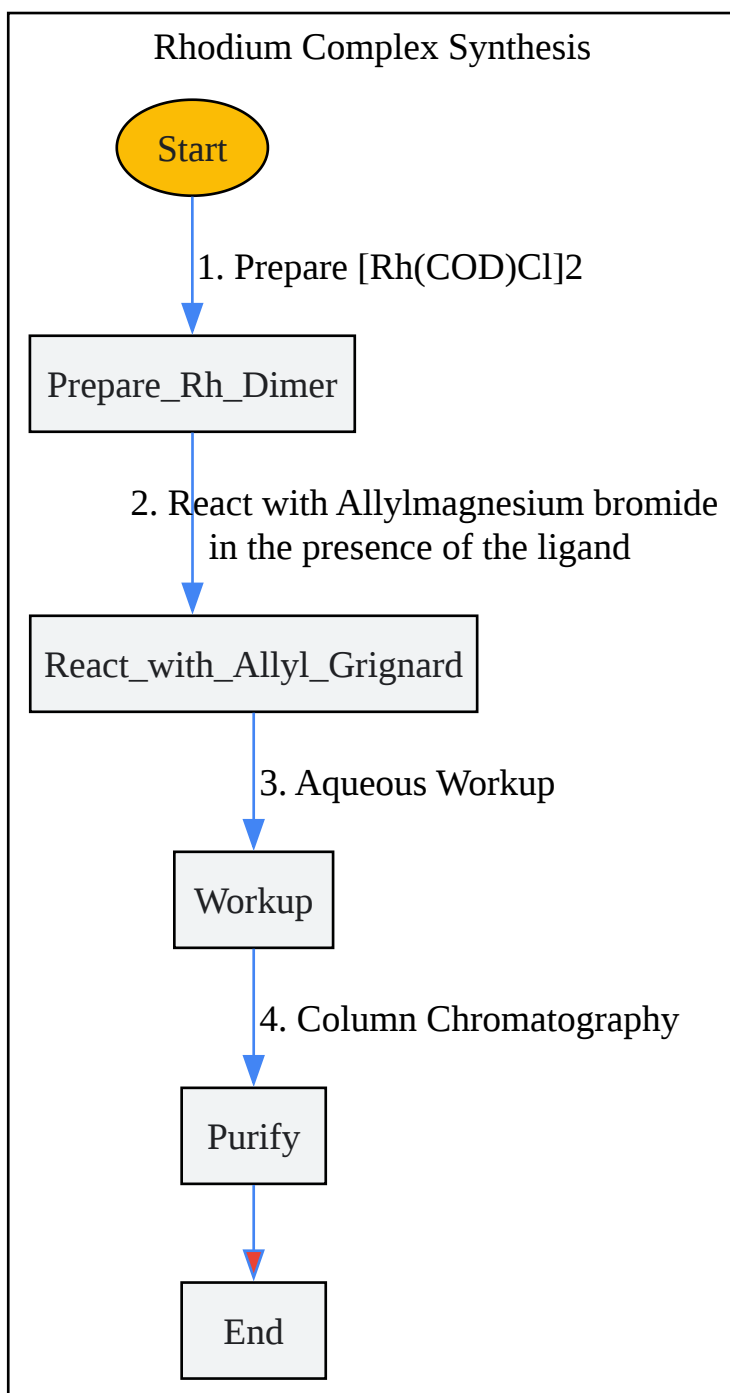 Rhodium Complex Synthesis
Start
1. Prepare [Rh(COD)Cl]2
Prepare_Rh_Dimer
2. React with Allylmagnesium bromide
in the presence of the ligand
React_with_Allyl_Grignard
3. Aqueous Workup
Workup
4. Column Chromatography
Purify
End